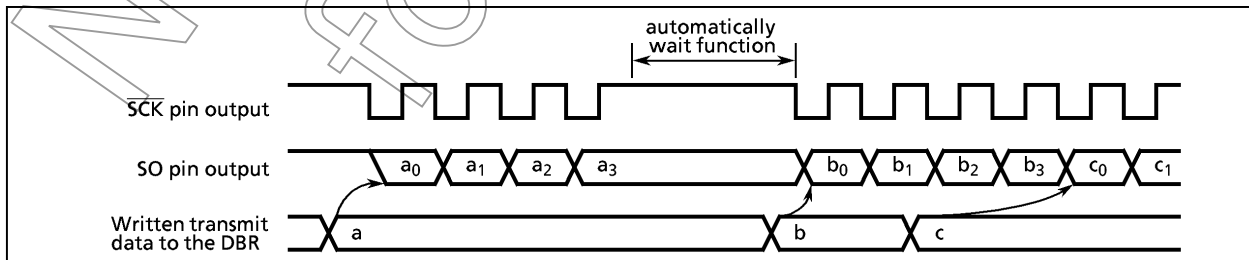 automatically
wait function
SCK pin output
SO pin output
a0 a1 a2 a3 b0 b1 b2 b3 c0 c1
Written transmit
data to the DBR
a b c